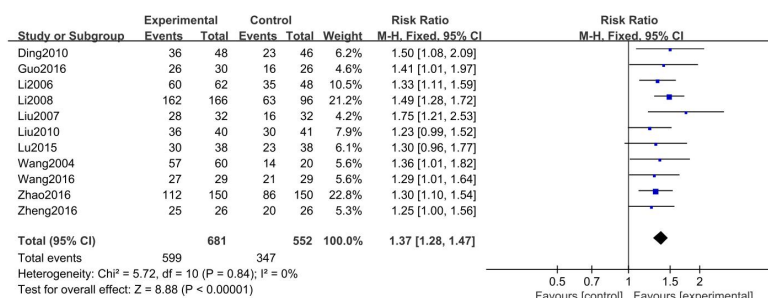 Experimental Control Risk Ratio Risk Ratio
Study or Subgroup Events Total Events Total Weight M-H, Fixed, 95% CI M-H, Fixed, 95% CI
Ding2010 36 48 23 46 6.2% 1.50 [1.08, 2.09]
Guo2016 26 30 16 26 4.6% 1.41 [1.01, 1.97]
Li2006 60 62 35 48 10.5% 1.33 [1.11, 1.59]
Li2008 162 166 63 96 21.2% 1.49 [1.28, 1.72]
Liu2007 28 32 16 32 4.2% 1.75 [1.21, 2.53]
Liu2010 36 40 30 41 7.9% 1.23 [0.99, 1.52]
Lu2015 30 38 23 38 6.1% 1.30 [0.96, 1.77]
Wang2004 57 60 14 20 5.6% 1.36 [1.01, 1.82]
Wang2016 27 29 21 29 5.6% 1.29 [1.01, 1.64]
Zhao2016 112 150 86 150 22.8% 1.30 [1.10, 1.54]
Zheng2016 25 26 20 26 5.3% 1.25 [1.00, 1.56]
Total (95% CI) 681 552 100.0% 1.37 [1.28, 1.47]
Total events 599 347
Heterogeneity: Chi² = 5.72, df = 10 (P = 0.84); I² = 0%
Test for overall effect: Z = 8.88 (P < 0.00001)
0.5 0.7 1 1.5 2
Favours [control] Favours [experimental]